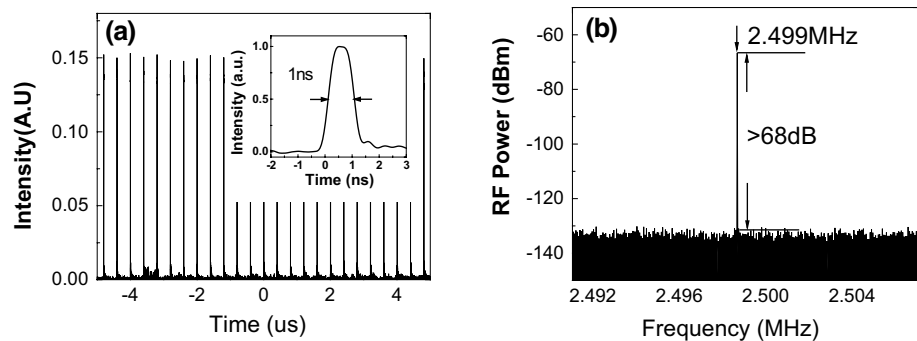 (a)
Intensity(A.U)
0.15
0.10
0.05
0.00
-4
-2
0
2
4
Time (us)
Intensity (a.u.)
1.0
0.5
0.0
1ns
-2
-1
0
1
2
3
Time (ns)
(b)
RF Power (dBm)
-60
-80
-100
-120
-140
2.499MHz
>68dB
2.492
2.496
2.500
2.504
Frequency (MHz)